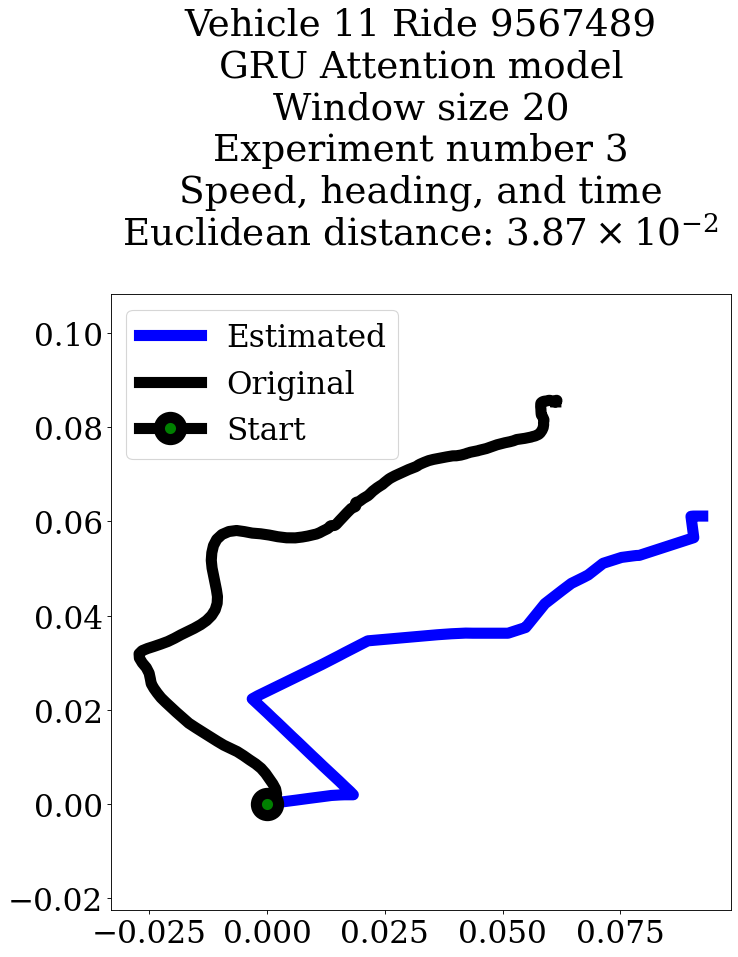 Vehicle 11 Ride 9567489
GRU Attention model
Window size 20
Experiment number 3
Speed, heading, and time
Euclidean distance: 3.87 × 10⁻²
Estimated
Original
Start
0.10
0.08
0.06
0.04
0.02
0.00
−0.02
−0.025 0.000 0.025 0.050 0.075